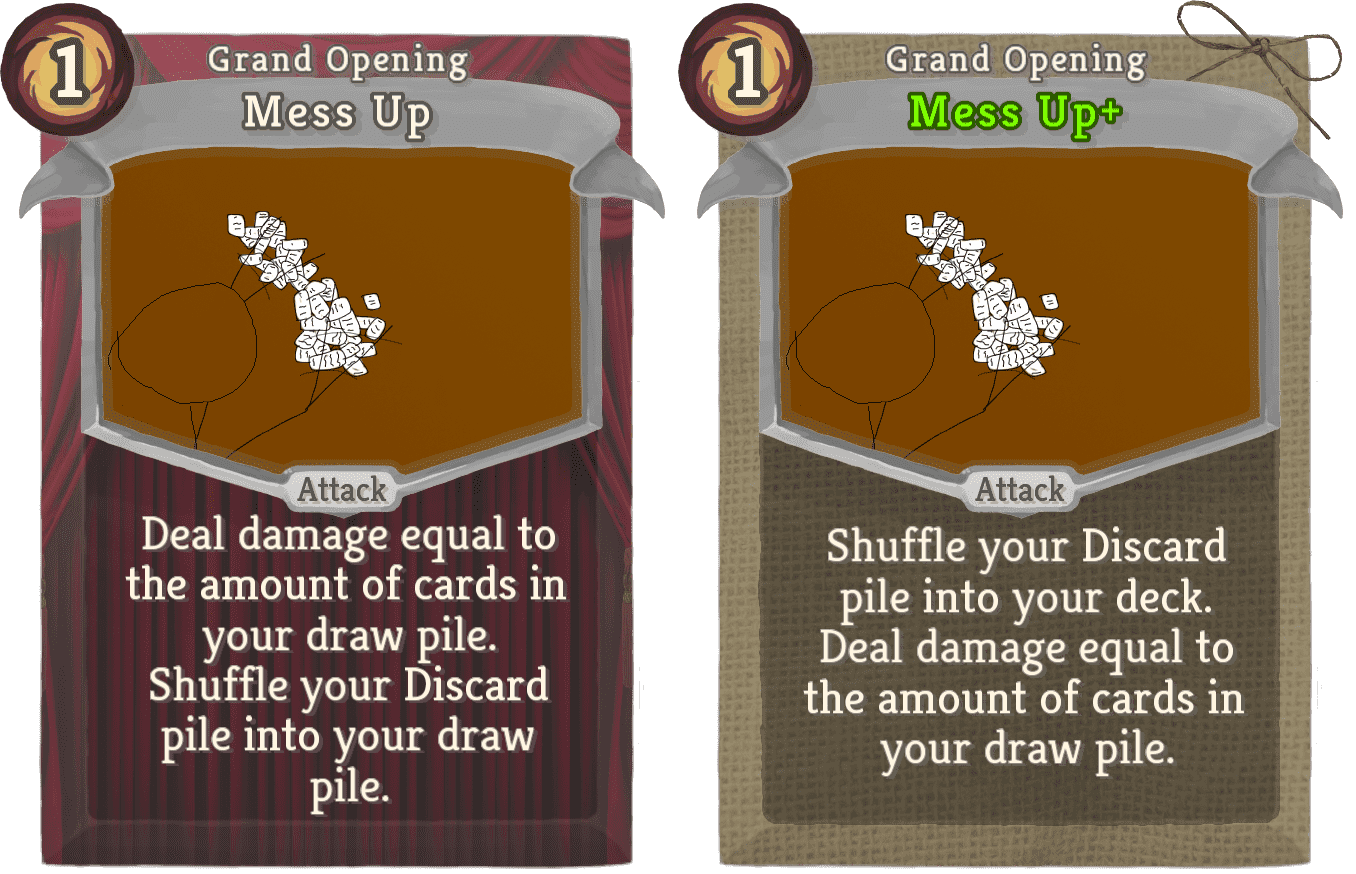 1
Grand Opening
Mess Up
Attack
Deal damage equal to
the amount of cards in
your draw pile.
Shuffle your Discard
pile into your draw
pile.
1
Grand Opening
Mess Up+
Attack
Shuffle your Discard
pile into your deck.
Deal damage equal to
the amount of cards in
your draw pile.